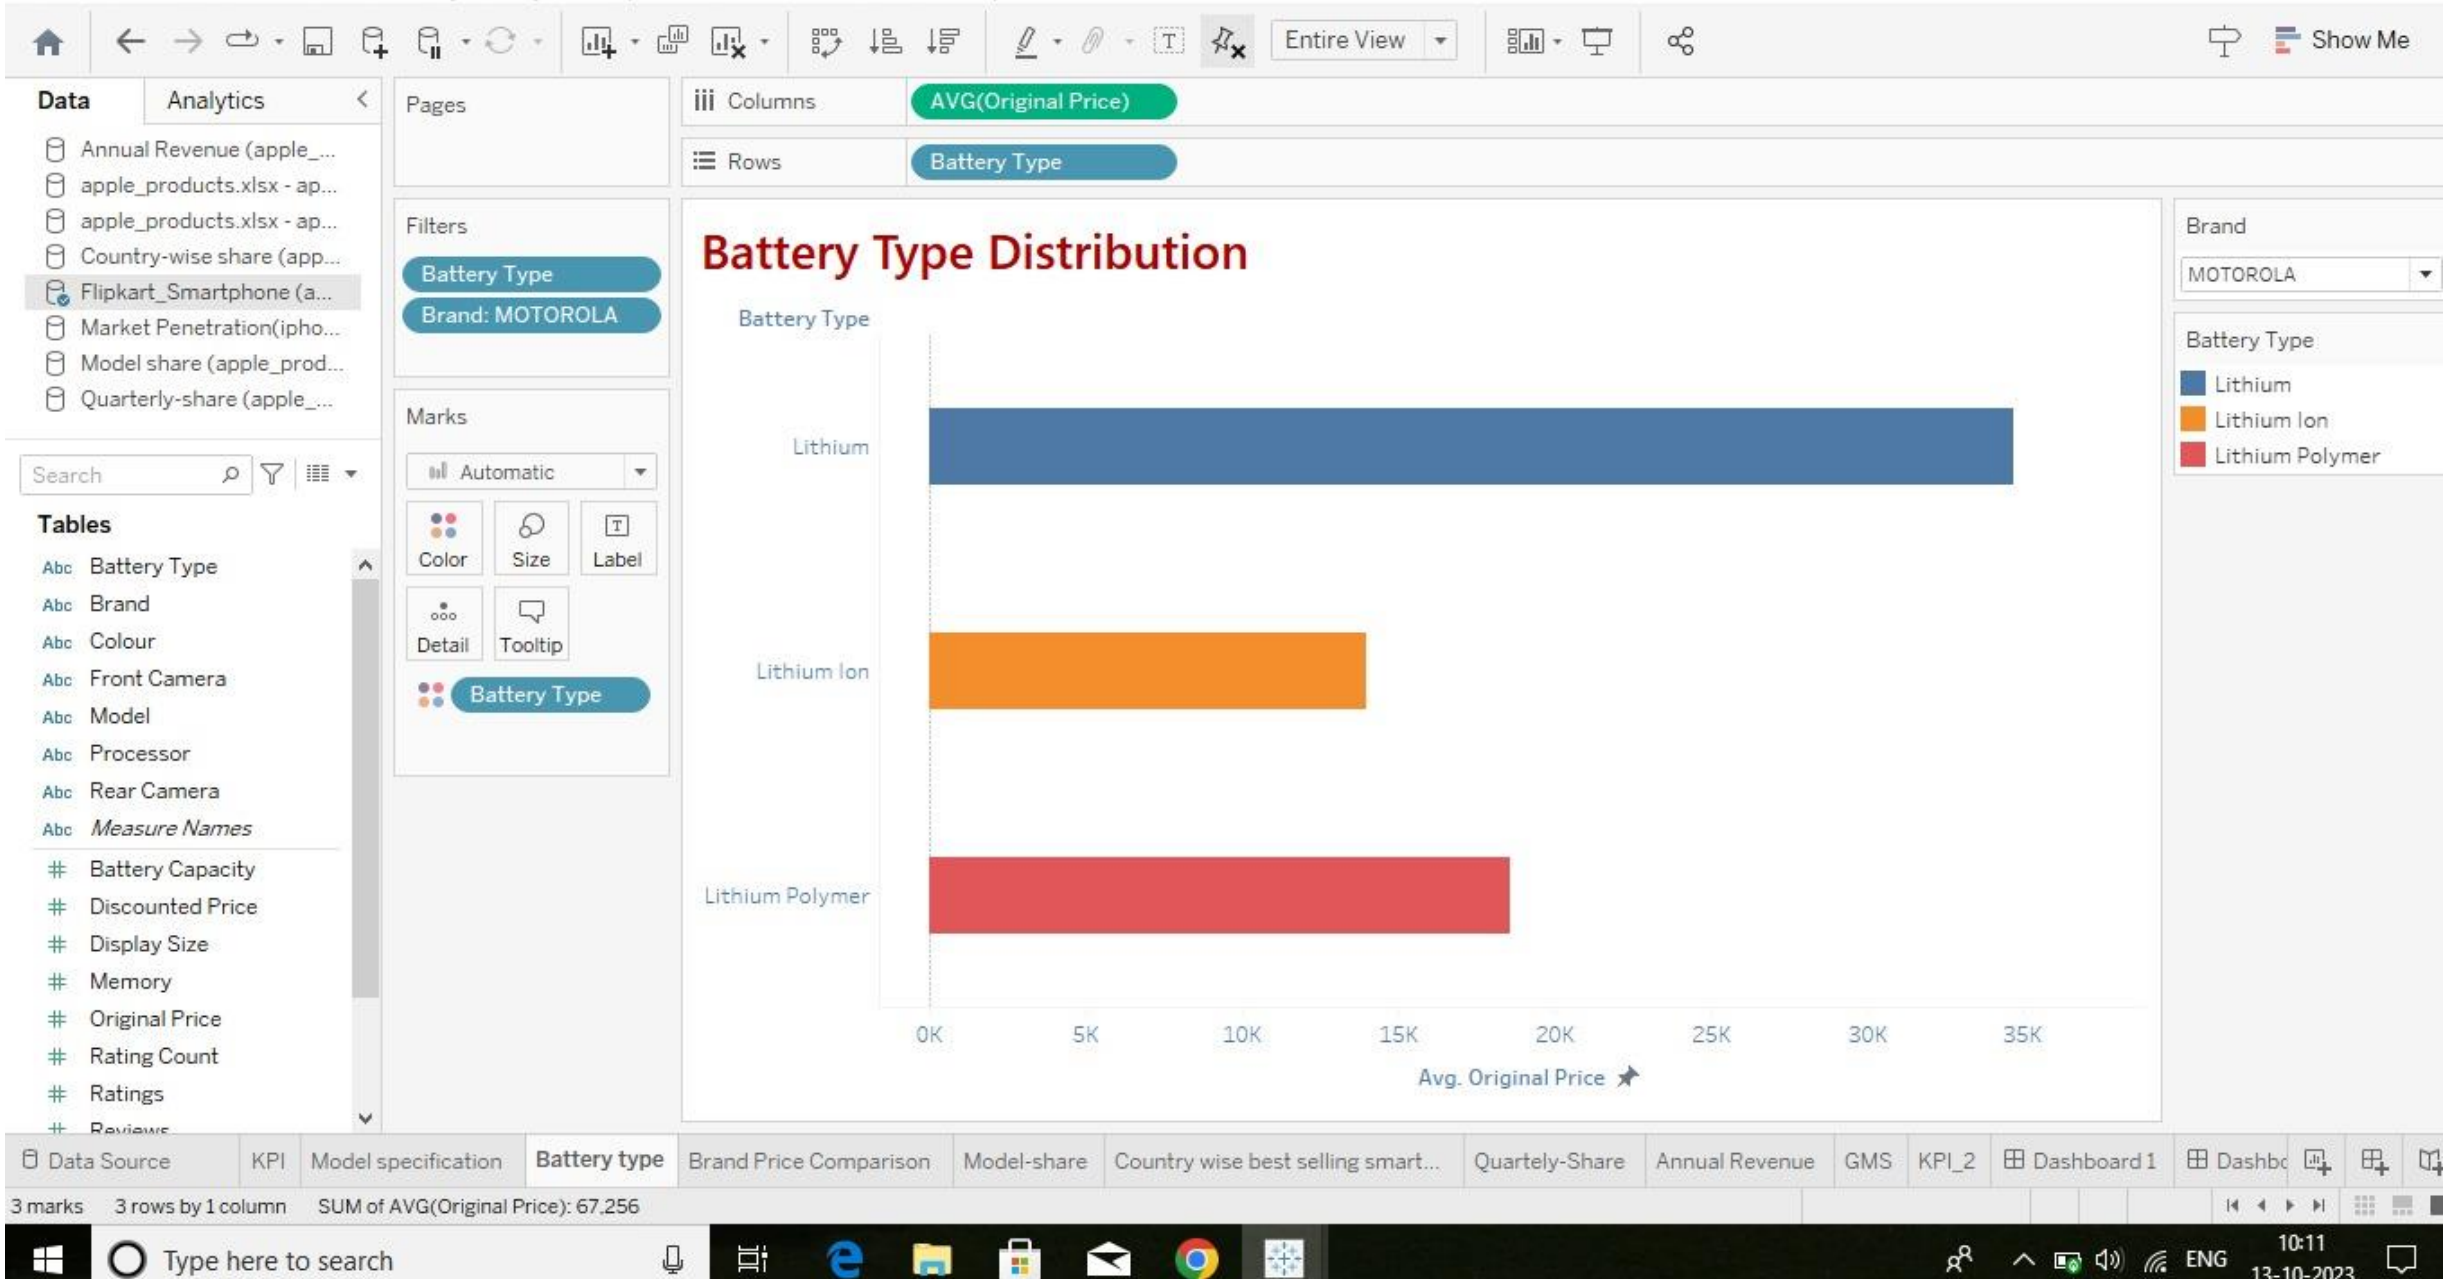 Entire View
Show Me
Data
Analytics
Annual Revenue (apple_...
apple_products.xlsx - ap...
apple_products.xlsx - ap...
Country-wise share (app...
Flipkart_Smartphone (a...
Market Penetration(ipho...
Model share (apple_prod...
Quarterly-share (apple_...
Search
Tables
Abc Battery Type
Abc Brand
Abc Colour
Abc Front Camera
Abc Model
Abc Processor
Abc Rear Camera
Abc Measure Names
# Battery Capacity
# Discounted Price
# Display Size
# Memory
# Original Price
# Rating Count
# Ratings
# Reviews
Pages
Filters
Battery Type
Brand: MOTOROLA
Marks
Automatic
Color
Size
Label
Detail
Tooltip
Battery Type
Columns
AVG(Original Price)
Rows
Battery Type
Battery Type Distribution
Battery Type
Lithium
Lithium Ion
Lithium Polymer
0K 5K 10K 15K 20K 25K 30K 35K
Avg. Original Price
Brand
MOTOROLA
Battery Type
Lithium
Lithium Ion
Lithium Polymer
Data Source
KPI
Model specification
Battery type
Brand Price Comparison
Model-share
Country wise best selling smart...
Quartely-Share
Annual Revenue
GMS
KPI_2
Dashboard 1
Dashbo
3 marks 3 rows by 1 column SUM of AVG(Original Price): 67,256
Type here to search
ENG
10:11
13-10-2023